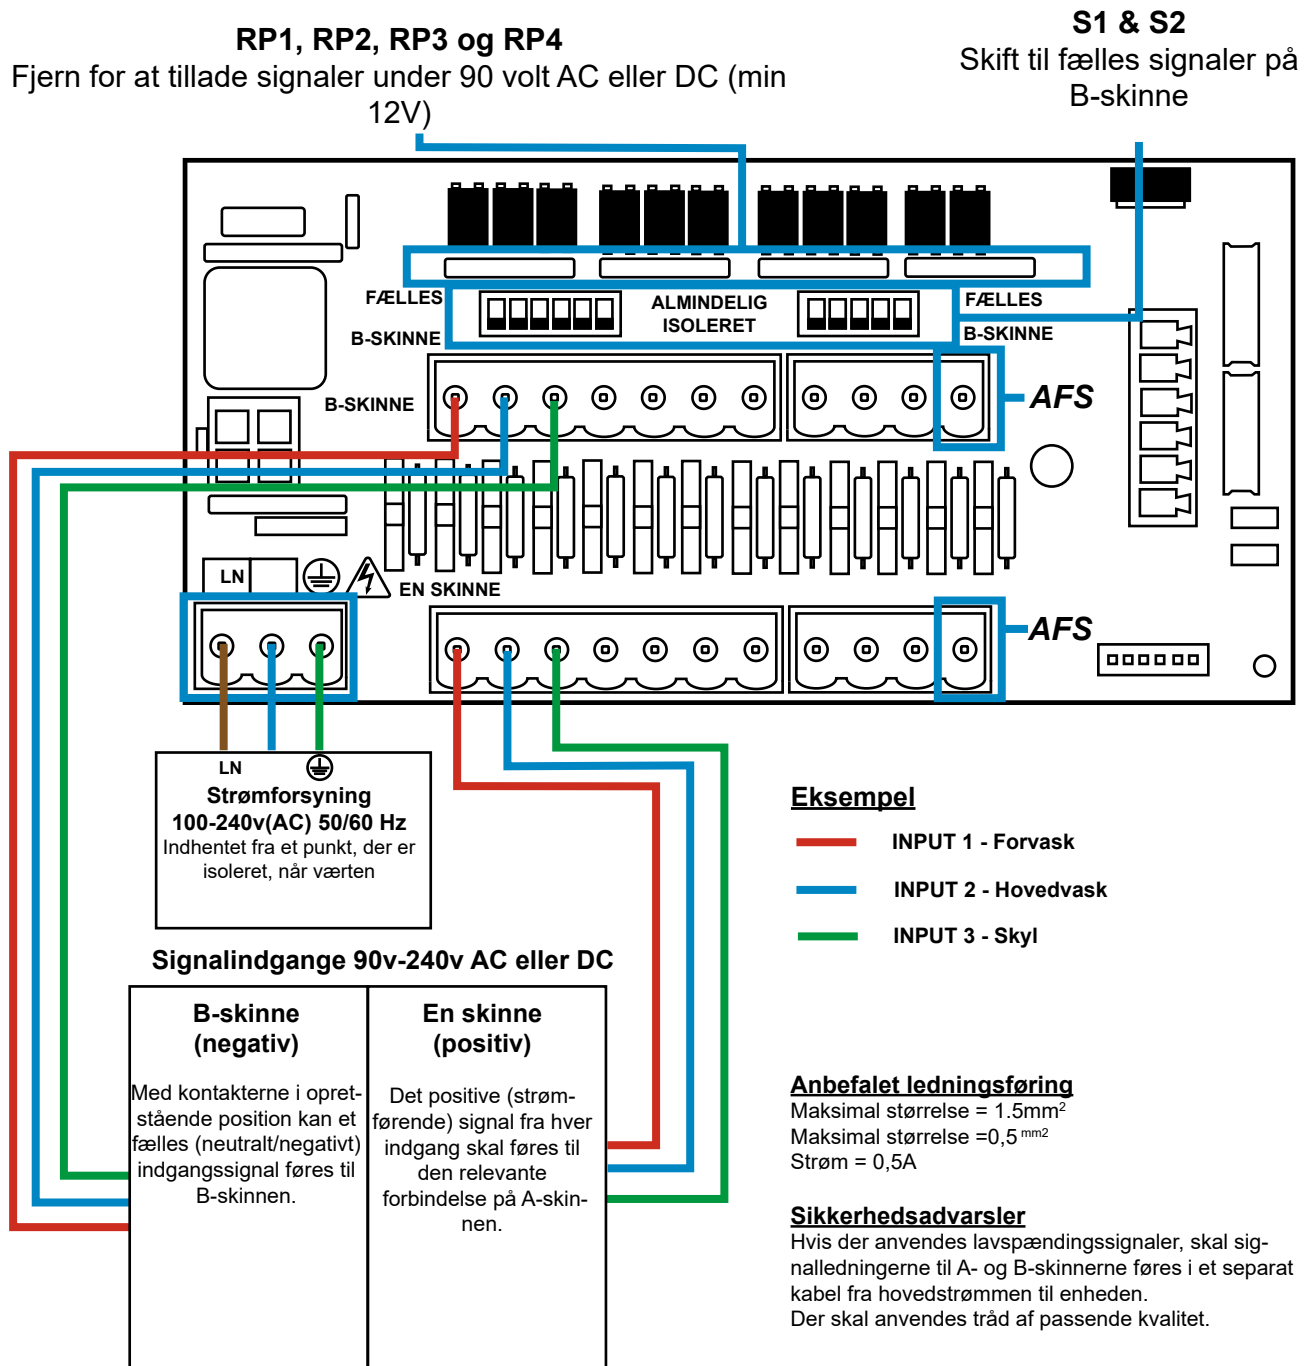 RP1, RP2, RP3 og RP4
Fjern for at tillade signaler under 90 volt AC eller DC (min
12V)
S1 & S2
Skift til fælles signaler på
B-skinne
FÆLLES
B-SKINNE
ALMINDELIG
ISOLERET
FÆLLES
B-SKINNE
B-SKINNE
AFS
LN
EN SKINNE
AFS
LN
Strømforsyning
100-240v(AC) 50/60 Hz
Indhentet fra et punkt, der er
isoleret, når værten
Eksempel
INPUT 1 - Forvask
INPUT 2 - Hovedvask
INPUT 3 - Skyl
Signalindgange 90v-240v AC eller DC
B-skinne
(negativ)
Med kontakterne i opret-
stående position kan et
fælles (neutralt/negativt)
indgangssignal føres til
B-skinnen.
En skinne
(positiv)
Det positive (strøm-
førende) signal fra hver
indgang skal føres til
den relevante
forbindelse på A-skin-
nen.
Anbefalet ledningsføring
Maksimal størrelse = 1.5mm²
Maksimal størrelse =0,5 mm²
Strøm = 0,5A
Sikkerhedsadvarsler
Hvis der anvendes lavspændingssignaler, skal sig-
nalledningerne til A- og B-skinnerne føres i et separat
kabel fra hovedstrømmen til enheden.
Der skal anvendes tråd af passende kvalitet.